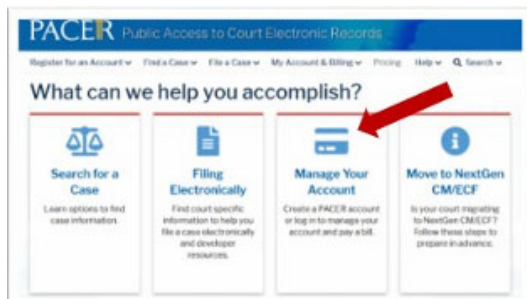 PACER Public Access to Court Electronic Records
Register for an Account Find a Case File a Case My Account & Billing Pricing Help Search
What can we help you accomplish?
Search for a
Case
Learn options to find
case information.
Filing
Electronically
Find court specific
information to help you
file a case electronically
and developer
resources.
Manage Your
Account
Create a PACER account
or log in to manage your
account and pay a bill.
Move to NextGen
CM/ECF
Is your court migrating
to NextGen CM/ECF?
Follow these steps to
prepare in advance.